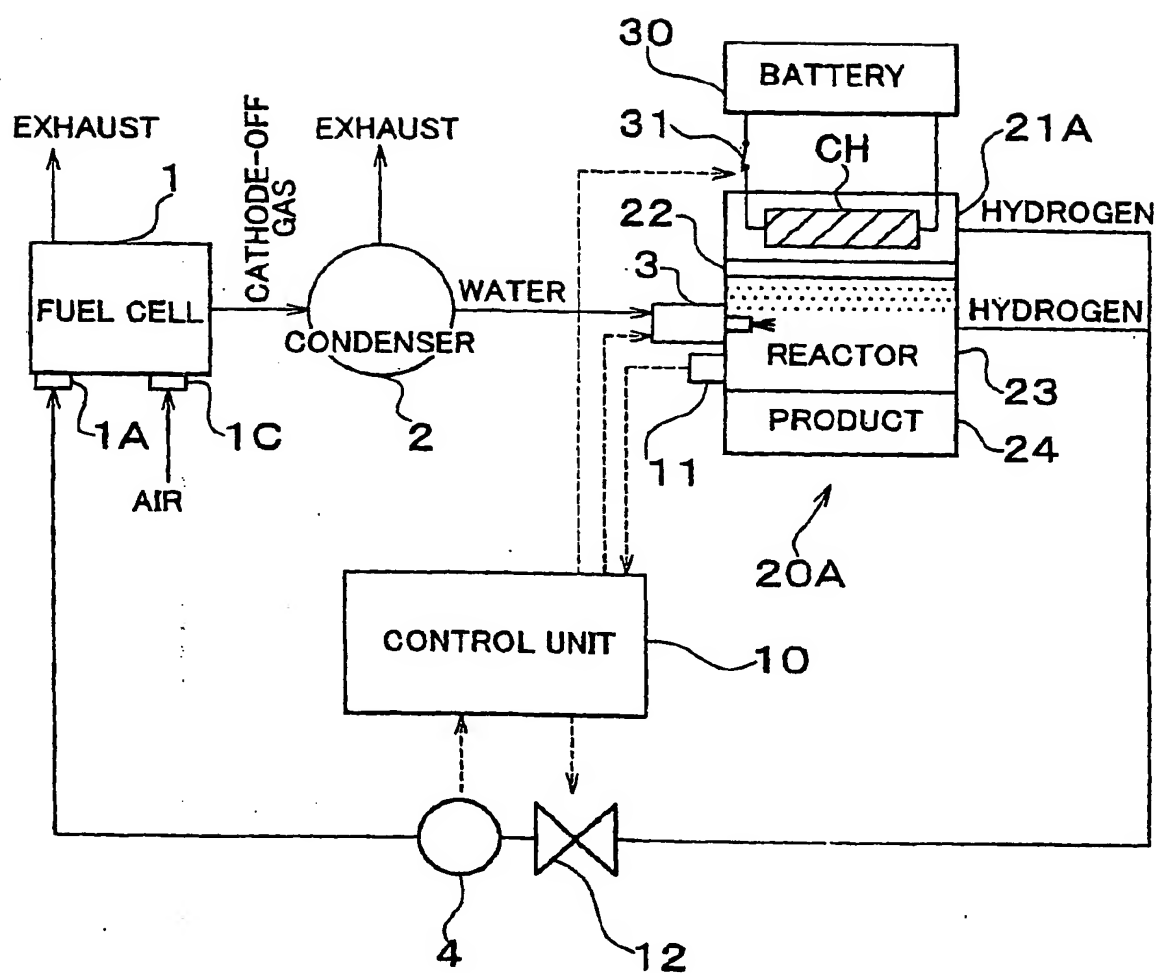 30
BATTERY
EXHAUST
CATHODE-OFF
GAS
EXHAUST
31
CH
21A
1
22
HYDROGEN
3
FUEL CELL
WATER
HYDROGEN
CONDENSER
REACTOR
23
1A
1C
2
11
PRODUCT
24
AIR
20A
CONTROL UNIT
10
4
12